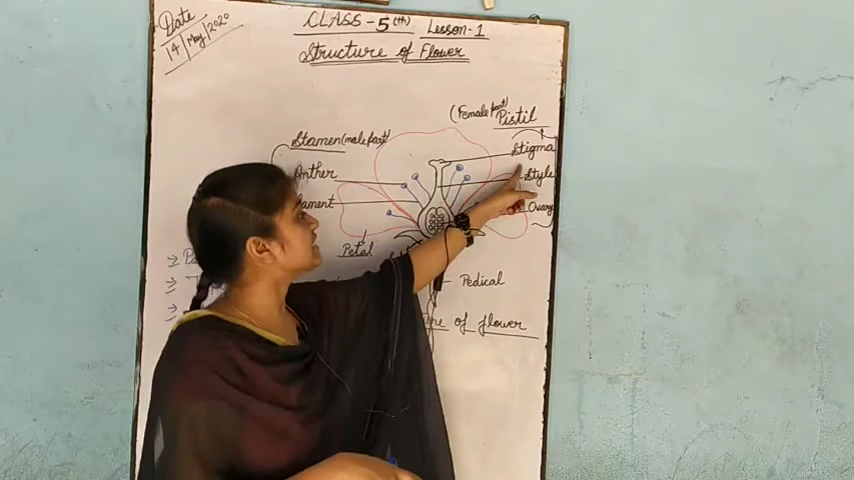 Date
14 May 2020
CLASS - 5(th) Lesson - 1
Structure of Flower
(Female part)
Pistil
Stamen (male part)
Stigma
Anther
Style
Ovary
Petal
Pedical
of flower